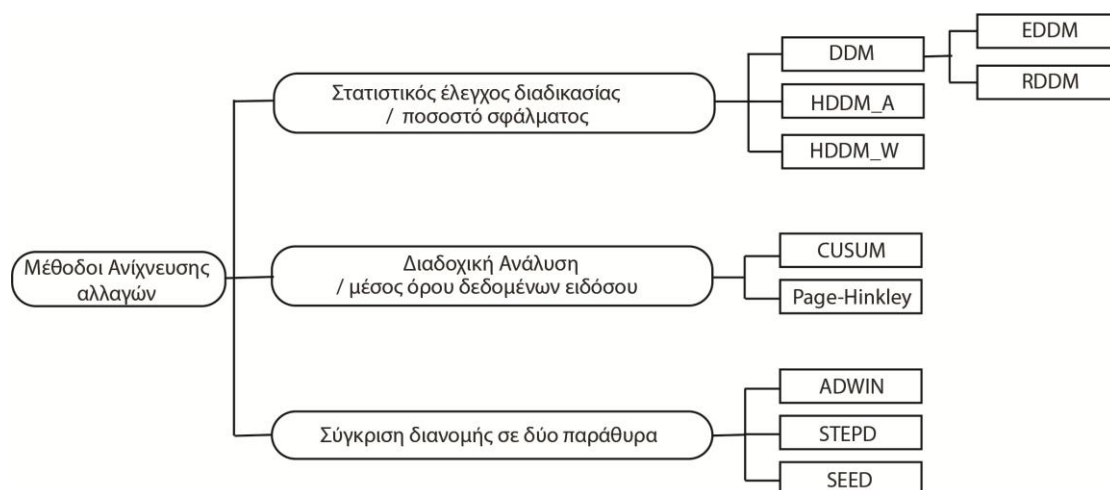 Μέθοδοι Ανίχνευσης
αλλαγών
Στατιστικός έλεγχος διαδικασίας
/ ποσοστό σφάλματος
DDM
EDDM
RDDM
HDDM_A
HDDM_W
Διαδοχική Ανάλυση
/ μέσος όρου δεδομένων ειδόσου
CUSUM
Page-Hinkley
Σύγκριση διανομής σε δύο παράθυρα
ADWIN
STEPD
SEED